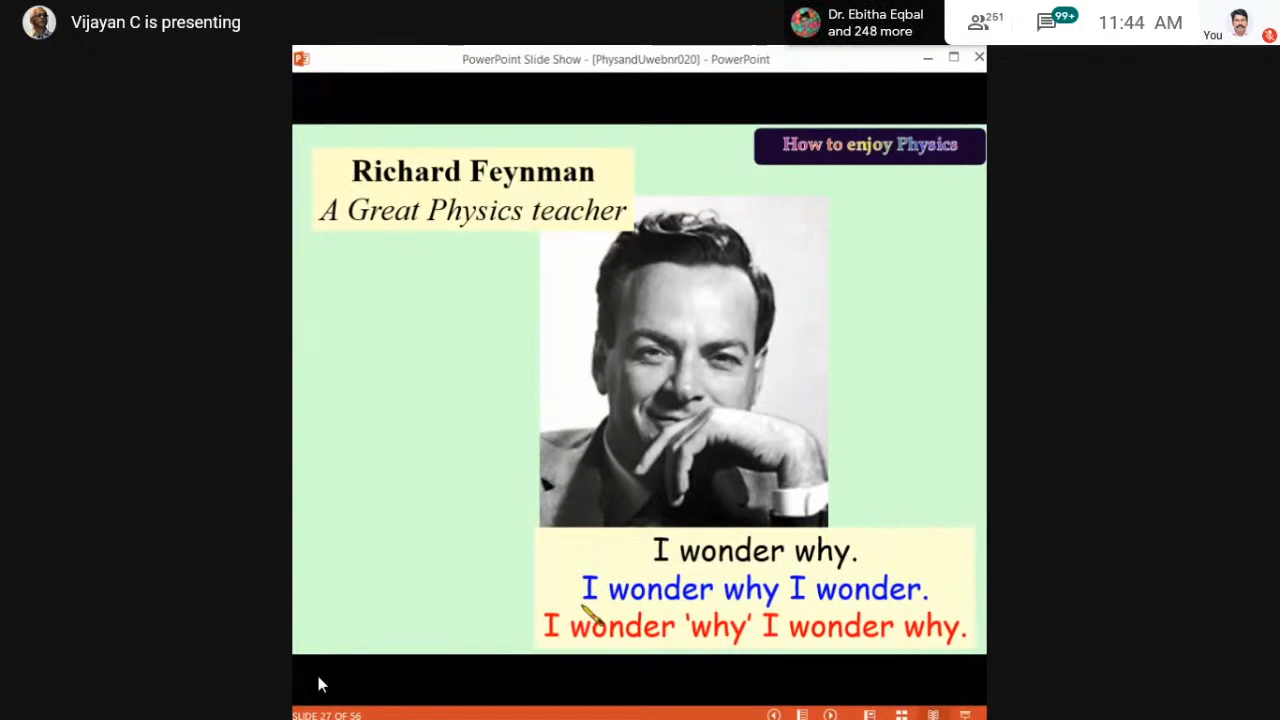 Vijayan C is presenting
Dr. Ebitha Eqbal
and 248 more
251
99+
11:44 AM
You
PowerPoint Slide Show - [PhysandUwebnr020] - PowerPoint
How to enjoy Physics
Richard Feynman
A Great Physics teacher
I wonder why.
I wonder why I wonder.
I wonder ‘why’ I wonder why.
SLIDE 27 OF 56